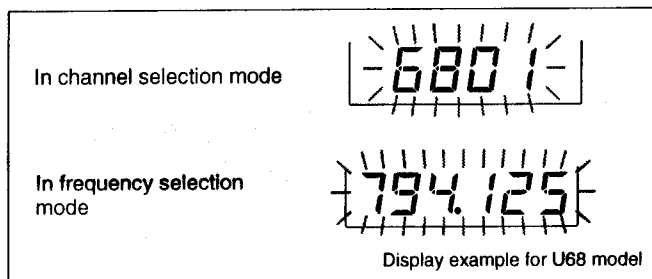 In channel selection mode
6801
In frequency selection
mode
794.125
Display example for U68 model